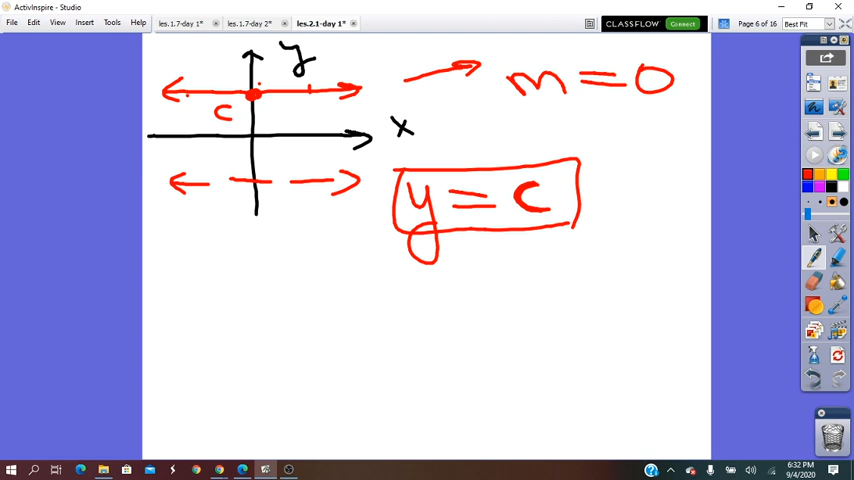 ActivInspire - Studio
File Edit View Insert Tools Help
les.1.7-day 1*
les.1.7-day 2*
les.2.1-day 1*
CLASSFLOW Connect
Page 6 of 16
Best Fit
y
m = 0
c
x
y = c
6:32 PM
9/4/2020